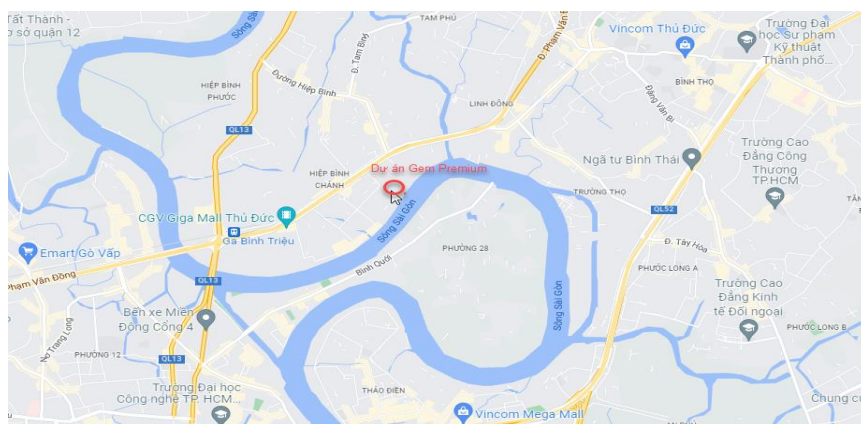 Tất Thành -
sở quận 12
Sông Sài
TAM PHÚ
Đ. Tam Bình
Vincom Thủ Đức
Trường Đại
học Sư phạm
Kỹ thuật
Thành phố...
HIỆP BÌNH
PHƯỚC
Đường Hiệp Bình
BÌNH THỌ
LINH ĐÔNG
Đặng Văn Bi
QL13
HIỆP BÌNH
CHÁNH
Dự án Gem Premium
Ngã tư Bình Thái
Trường Cao
Đẳng Công
Thương
TP.HCM
TRƯỜNG THỌ
CGV Giga Mall Thủ Đức
Sông Sài Gòn
QL52
Ga Bình Triệu
Emart Gò Vấp
PHƯỜNG 28
Đ. Tây Hòa
Bình Quới
PHƯỚC LONG A
Phạm Văn Đồng
QL13
Trường Cao
Đẳng Kinh
tế Đối ngoại
Sông Sài Gòn
Bến xe Miền
Đông Cổng 4
PHƯỚC LONG B
Nơ Trang Long
PHƯỜNG 12
QL13
Trường Đại học
Công nghệ TP. HCM...
THẢO ĐIỀN
Vincom Mega Mall
Chung c